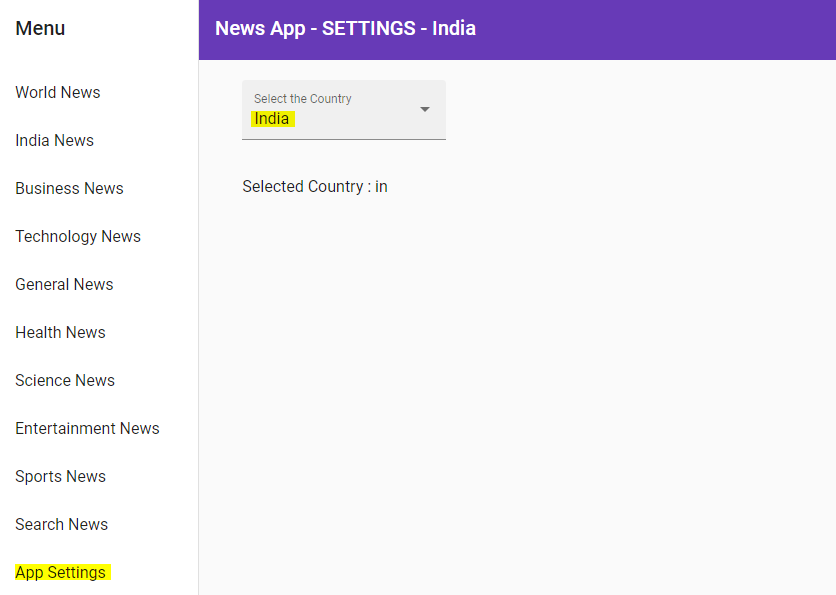 Menu
World News
India News
Business News
Technology News
General News
Health News
Science News
Entertainment News
Sports News
Search News
App Settings
News App - SETTINGS - India
Select the Country
India
Selected Country : in